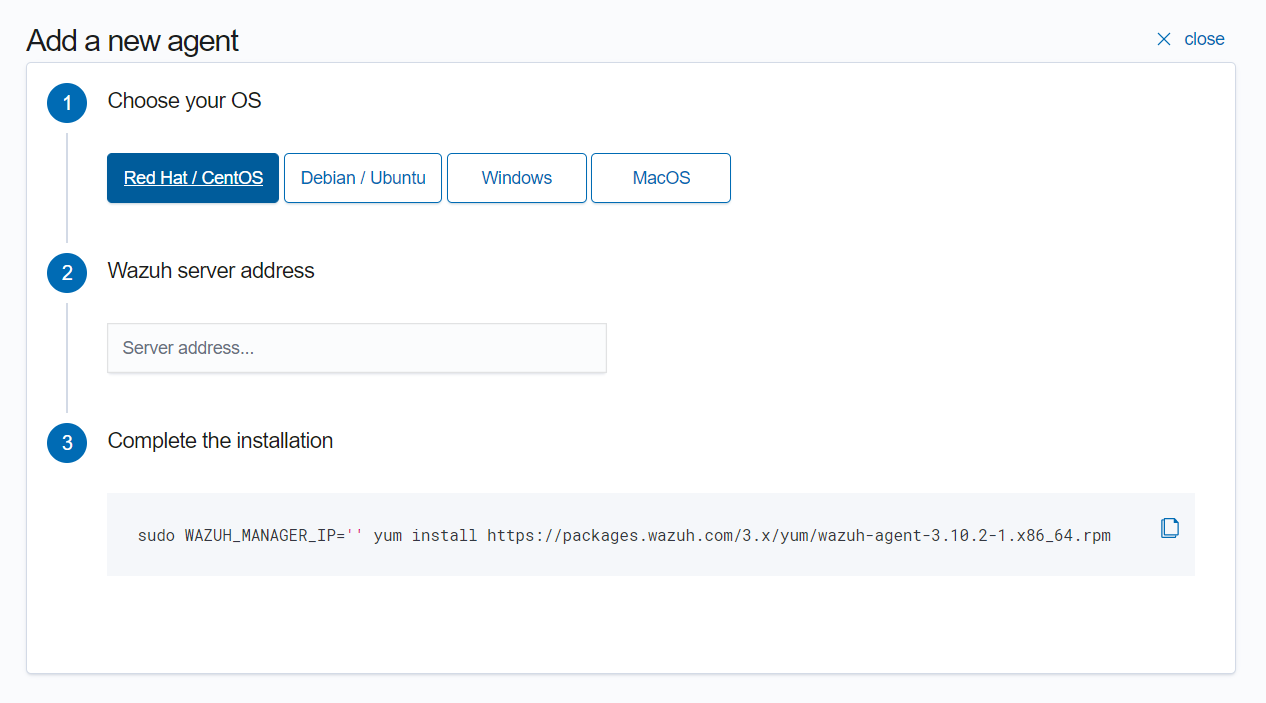 Add a new agent
close
1
Choose your OS
Red Hat / CentOS
Debian / Ubuntu
Windows
MacOS
2
Wazuh server address
Server address...
3
Complete the installation
sudo WAZUH_MANAGER_IP='' yum install https://packages.wazuh.com/3.x/yum/wazuh-agent-3.10.2-1.x86_64.rpm